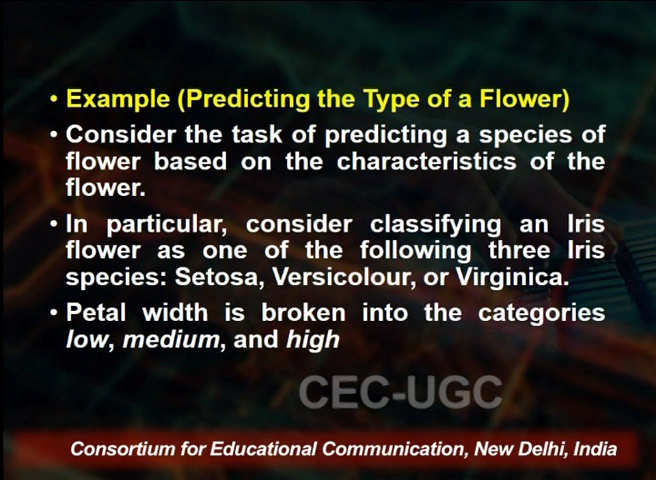 • Example (Predicting the Type of a Flower)
• Consider the task of predicting a species of
flower based on the characteristics of the
flower.
• In particular, consider classifying an Iris
flower as one of the following three Iris
species: Setosa, Versicolour, or Virginica.
• Petal width is broken into the categories
low, medium, and high
CEC-UGC
Consortium for Educational Communication, New Delhi, India